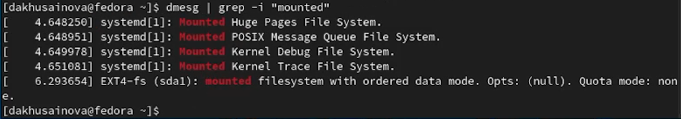 [dakhusainova@fedora ~]$ dmesg | grep -i "mounted"
[    4.648250] systemd[1]: Mounted Huge Pages File System.
[    4.648951] systemd[1]: Mounted POSIX Message Queue File System.
[    4.649978] systemd[1]: Mounted Kernel Debug File System.
[    4.651081] systemd[1]: Mounted Kernel Trace File System.
[    6.293654] EXT4-fs (sda1): mounted filesystem with ordered data mode. Opts: (null). Quota mode: non
e.
[dakhusainova@fedora ~]$